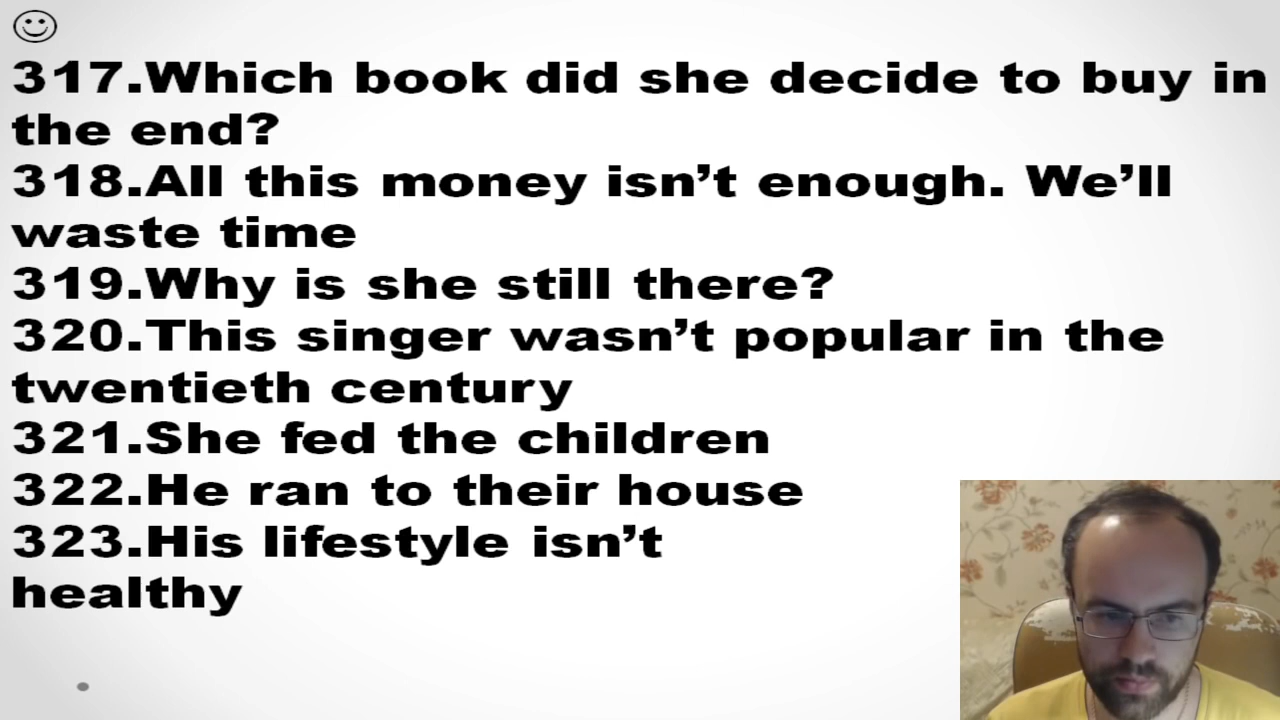 317.Which book did she decide to buy in
the end?
318.All this money isn’t enough. We’ll
waste time
319.Why is she still there?
320.This singer wasn’t popular in the
twentieth century
321.She fed the children
322.He ran to their house
323.His lifestyle isn’t
healthy